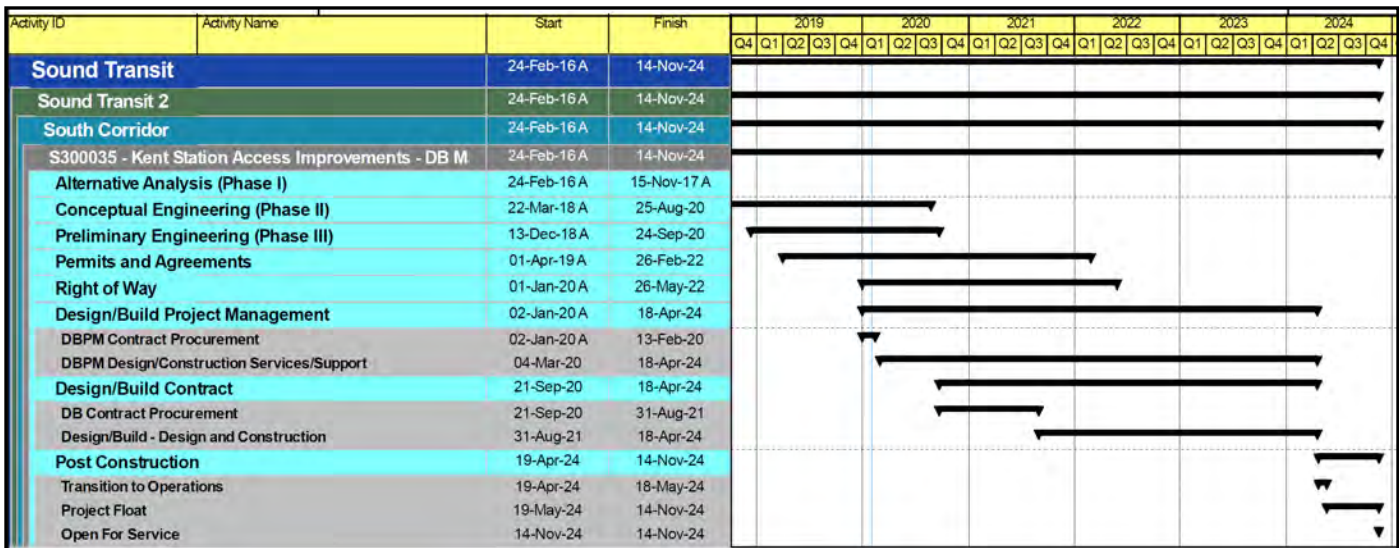 Activity ID Activity Name Start Finish 2019 2020 2021 2022 2023 2024
Q4 Q1 Q2 Q3 Q4 Q1 Q2 Q3 Q4 Q1 Q2 Q3 Q4 Q1 Q2 Q3 Q4 Q1 Q2 Q3 Q4 Q1 Q2 Q3 Q4
Sound Transit 24-Feb-16 A 14-Nov-24
Sound Transit 2 24-Feb-16 A 14-Nov-24
South Corridor 24-Feb-16 A 14-Nov-24
S300035 - Kent Station Access Improvements - DB M 24-Feb-16 A 14-Nov-24
Alternative Analysis (Phase I) 24-Feb-16 A 15-Nov-17 A
Conceptual Engineering (Phase II) 22-Mar-18 A 25-Aug-20
Preliminary Engineering (Phase III) 13-Dec-18 A 24-Sep-20
Permits and Agreements 01-Apr-19 A 26-Feb-22
Right of Way 01-Jan-20 A 26-May-22
Design/Build Project Management 02-Jan-20 A 18-Apr-24
DBPM Contract Procurement 02-Jan-20 A 13-Feb-20
DBPM Design/Construction Services/Support 04-Mar-20 18-Apr-24
Design/Build Contract 21-Sep-20 18-Apr-24
DB Contract Procurement 21-Sep-20 31-Aug-21
Design/Build - Design and Construction 31-Aug-21 18-Apr-24
Post Construction 19-Apr-24 14-Nov-24
Transition to Operations 19-Apr-24 18-May-24
Project Float 19-May-24 14-Nov-24
Open For Service 14-Nov-24 14-Nov-24